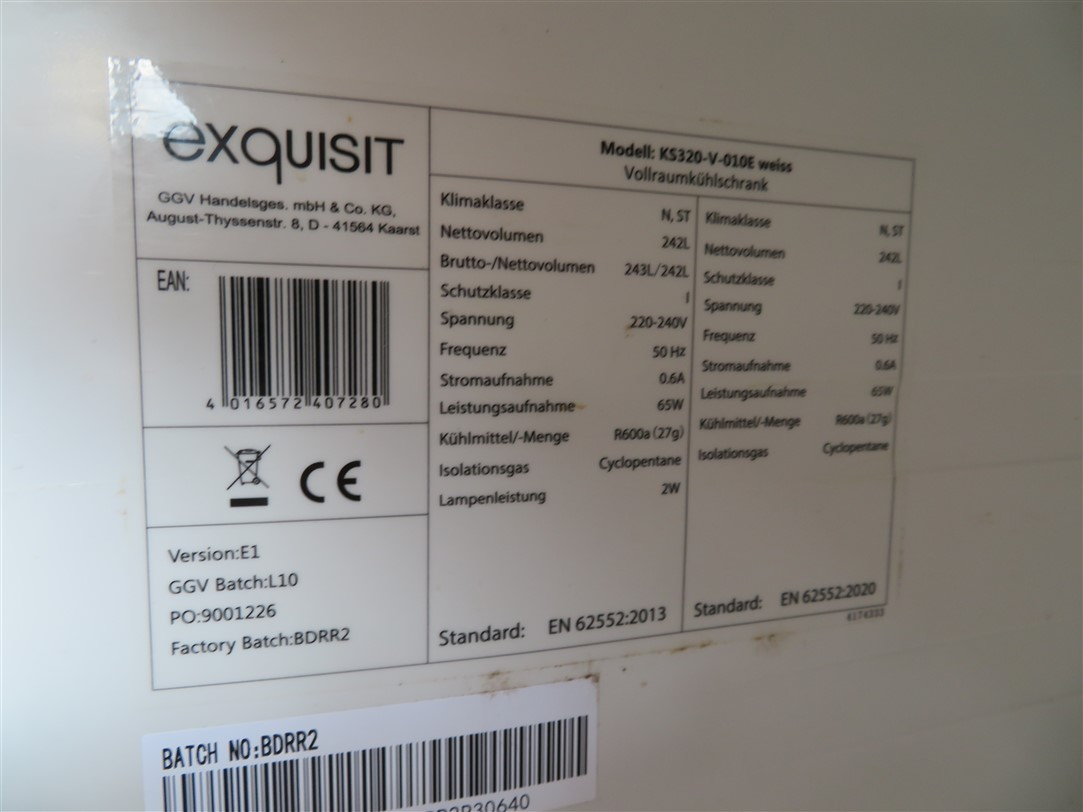 exquisit
GGV Handelsges. mbH & Co. KG,
August-Thyssenstr. 8, D - 41564 Kaarst
EAN:
4 016572 407280
CE
Version:E1
GGV Batch:L10
PO:9001226
Factory Batch:BDRR2
Modell: KS320-V-010E weiss
Vollraumkühlschrank
Klimaklasse N, ST
Nettovolumen 242L
Brutto-/Nettovolumen 243L/242L
Schutzklasse I
Spannung 220-240V
Frequenz 50 Hz
Stromaufnahme 0.6A
Leistungsaufnahme 65W
Kühlmittel/-Menge R600a (27g)
Isolationsgas Cyclopentane
Lampenleistung 2W
Standard: EN 62552:2013
Klimaklasse N, ST
Nettovolumen 242L
Schutzklasse I
Spannung 220-240V
Frequenz 50 Hz
Stromaufnahme 0.6A
Leistungsaufnahme 65W
Kühlmittel/-Menge R600a (27g)
Isolationsgas Cyclopentane
Standard: EN 62552:2020
6174333
BATCH NO:BDRR2